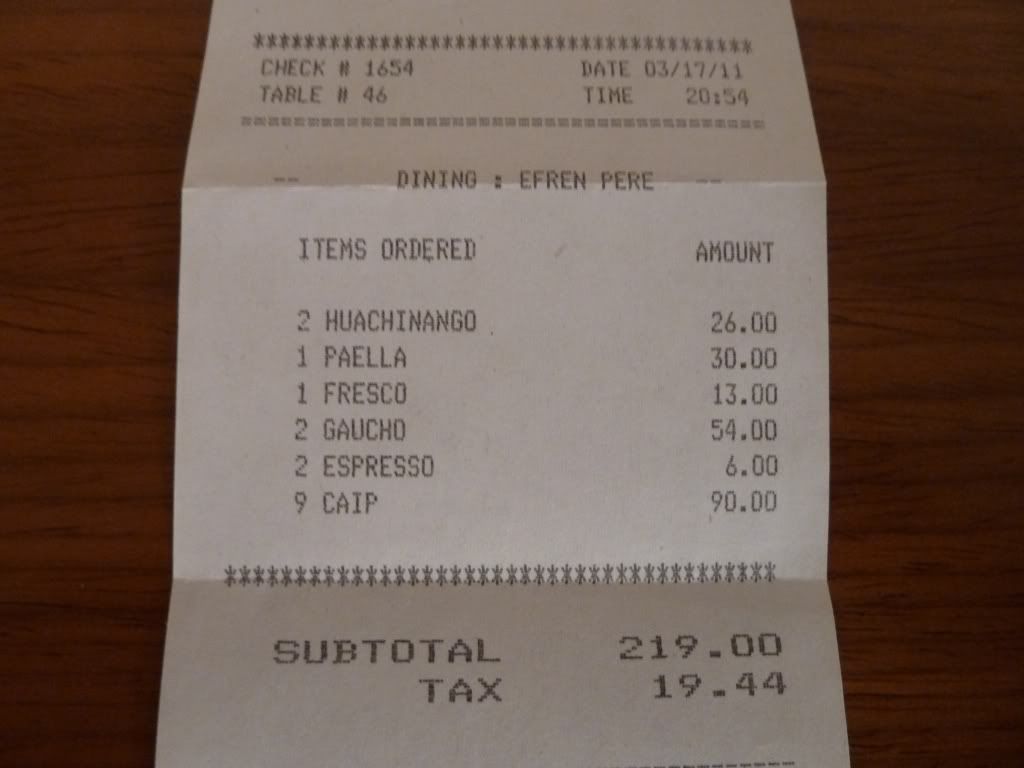 ****************************************
CHECK # 1654 DATE 03/17/11
TABLE # 46 TIME 20:54
========================================
-- DINING : EFREN PERE --
ITEMS ORDERED AMOUNT
2 HUACHINANGO 26.00
1 PAELLA 30.00
1 FRESCO 13.00
2 GAUCHO 54.00
2 ESPRESSO 6.00
9 CAIP 90.00
****************************************
SUBTOTAL 219.00
TAX 19.44